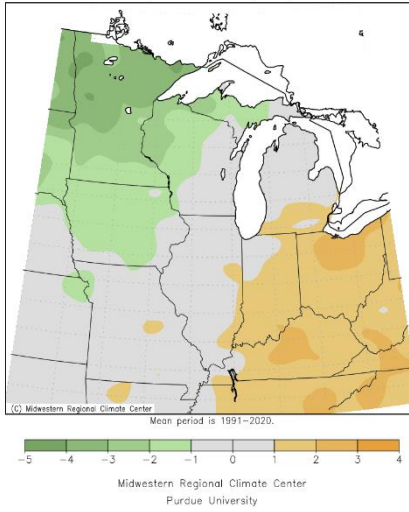 (C) Midwestern Regional Climate Center
Mean period is 1991-2020.
-5 -4 -3 -2 -1 0 1 2 3 4
Midwestern Regional Climate Center
Purdue University